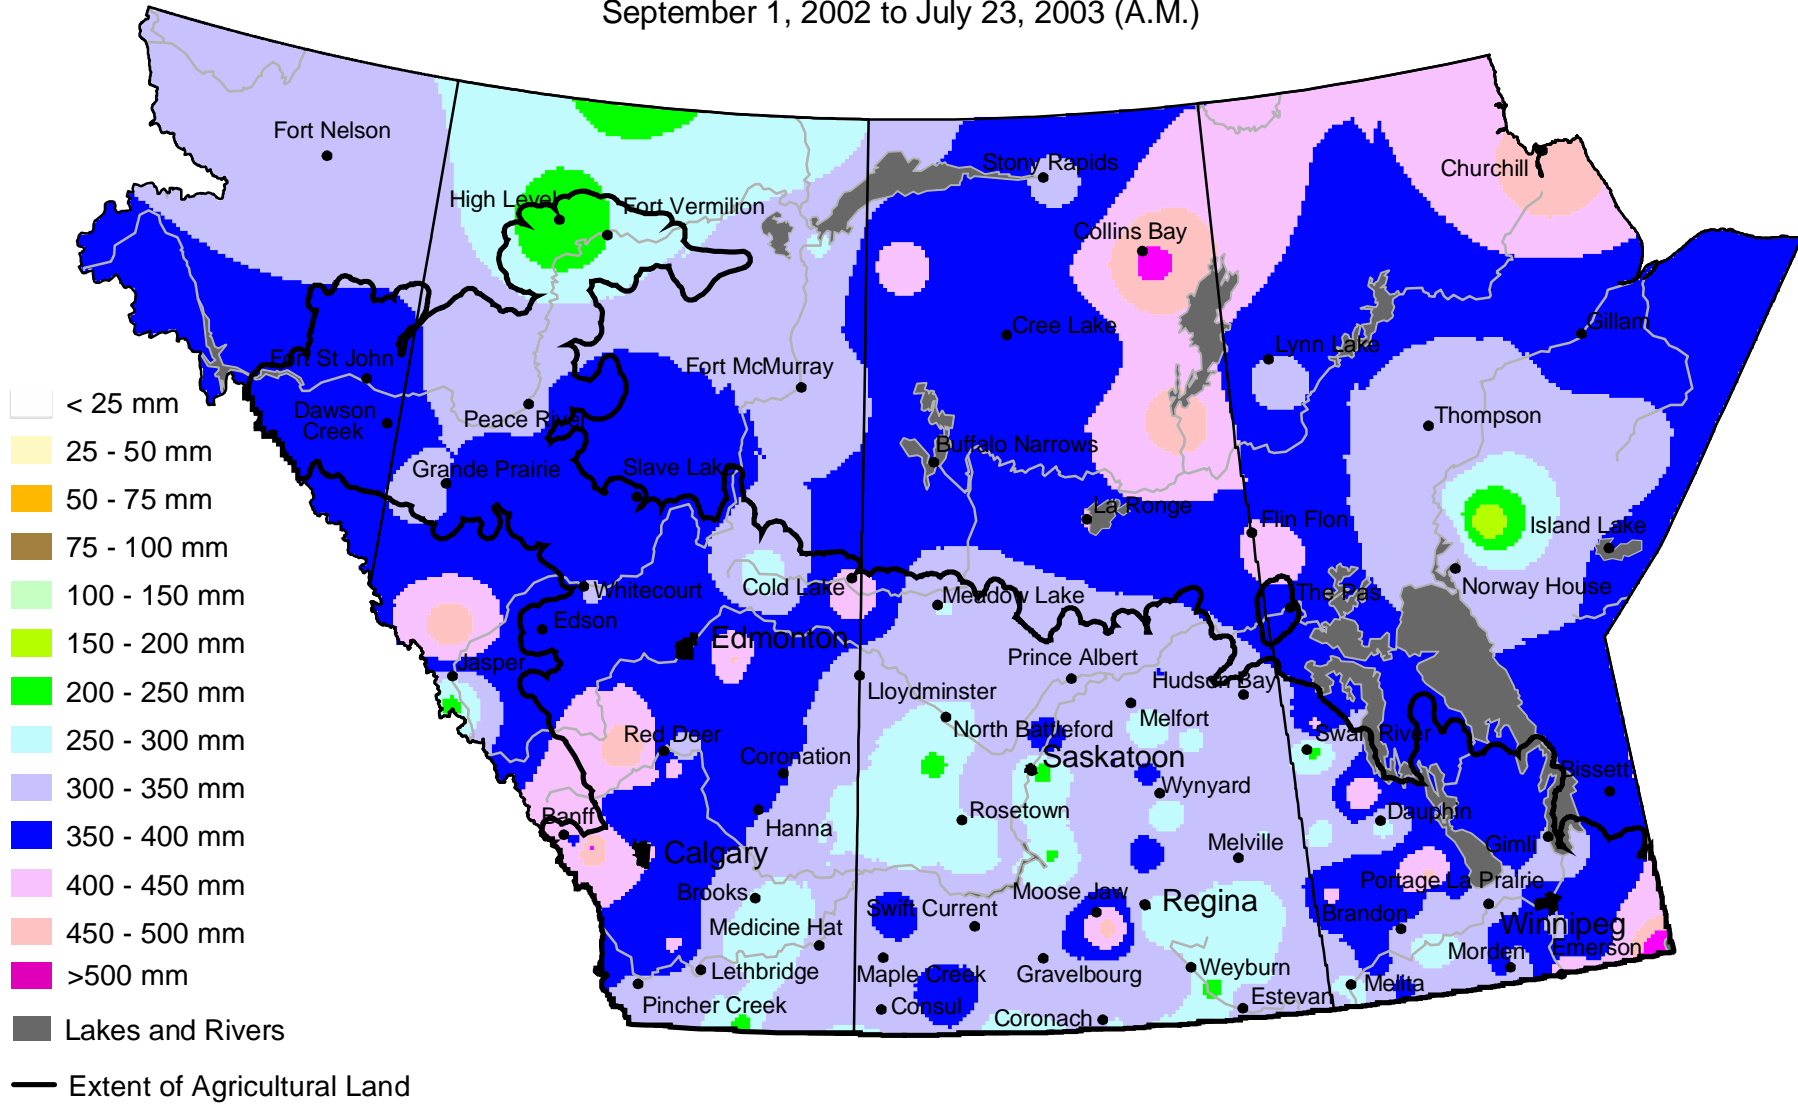 September 1, 2002 to July 23, 2003 (A.M.)
Fort Nelson
Stony Rapids
Churchill
High Level
Fort Vermilion
Collins Bay
Cree Lake
Gillam
Lynn Lake
Fort St John
Fort McMurray
Dawson
Creek
Peace River
Thompson
Buffalo Narrows
Grande Prairie
Slave Lake
La Ronge
Flin Flon
Island Lake
Whitecourt
Cold Lake
Meadow Lake
The Pas
Norway House
Edson
Edmonton
Jasper
Prince Albert
Hudson Bay
Lloydminster
North Battleford
Melfort
Red Deer
Coronation
Saskatoon
Swan River
Bissett
Wynyard
Banff
Hanna
Rosetown
Dauphin
Calgary
Melville
Gimli
Brooks
Moose Jaw
Portage La Prairie
Swift Current
Regina
Brandon
Winnipeg
Medicine Hat
Morden
Emerson
Lethbridge
Maple Creek
Gravelbourg
Weyburn
Melita
Pincher Creek
Consul
Coronach
Estevan
< 25 mm
25 - 50 mm
50 - 75 mm
75 - 100 mm
100 - 150 mm
150 - 200 mm
200 - 250 mm
250 - 300 mm
300 - 350 mm
350 - 400 mm
400 - 450 mm
450 - 500 mm
>500 mm
Lakes and Rivers
Extent of Agricultural Land